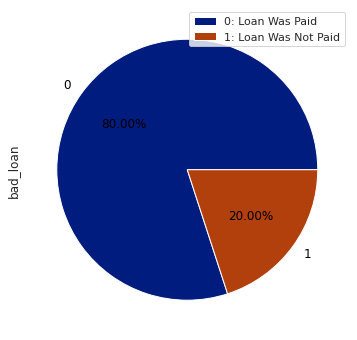 0: Loan Was Paid
1: Loan Was Not Paid
0
80.00%
bad_loan
20.00%
1